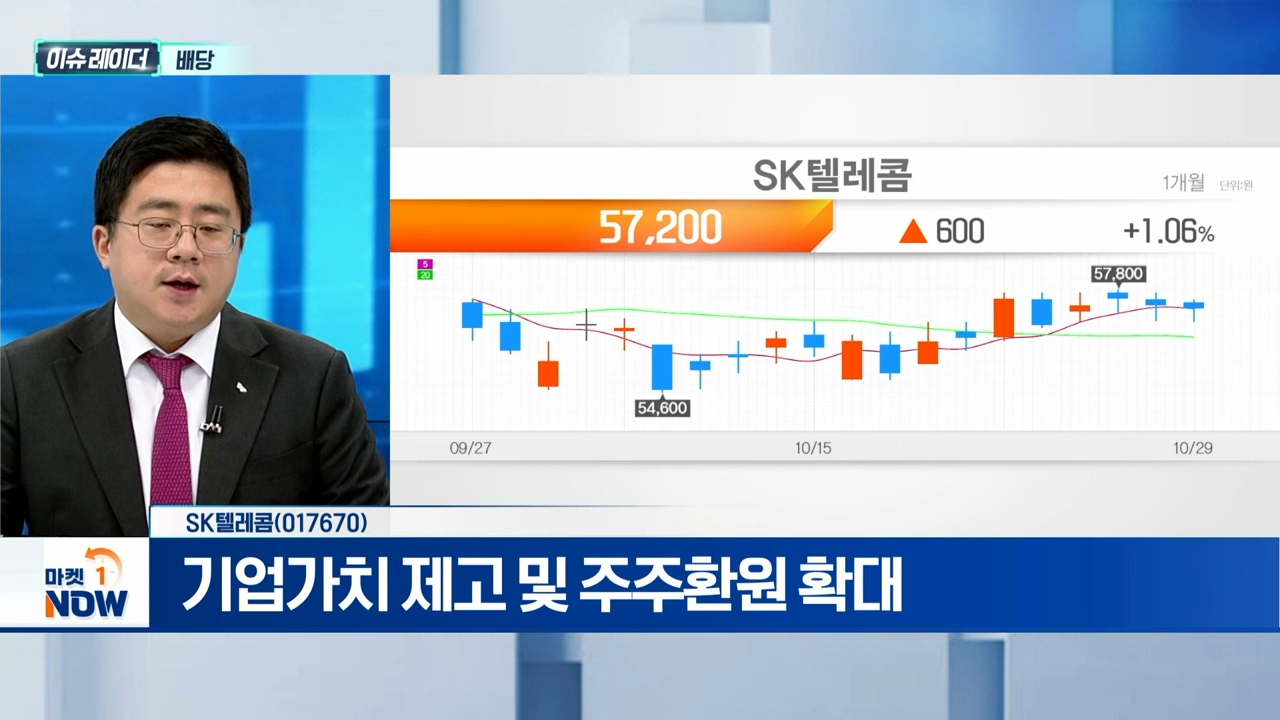 이슈 레이더 배당
SK텔레콤
1개월 단위:원
57,200 ▲ 600 +1.06%
5
20
57,800
54,600
09/27 10/15 10/29
SK텔레콤(017670)
마켓 1
NOW
기업가치 제고 및 주주환원 확대